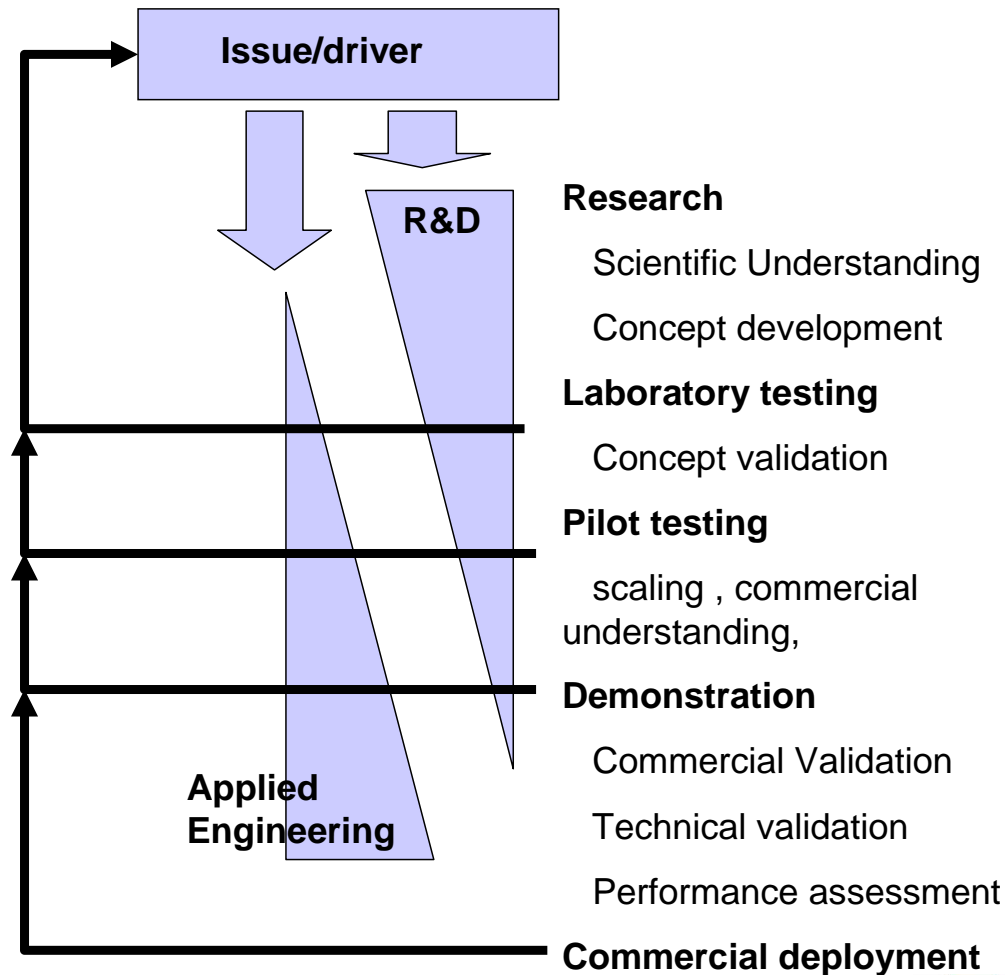 Issue/driver
R&D
Research
Scientific Understanding
Concept development
Laboratory testing
Concept validation
Pilot testing
scaling , commercial
understanding,
Demonstration
Commercial Validation
Applied
Engineering
Technical validation
Performance assessment
Commercial deployment